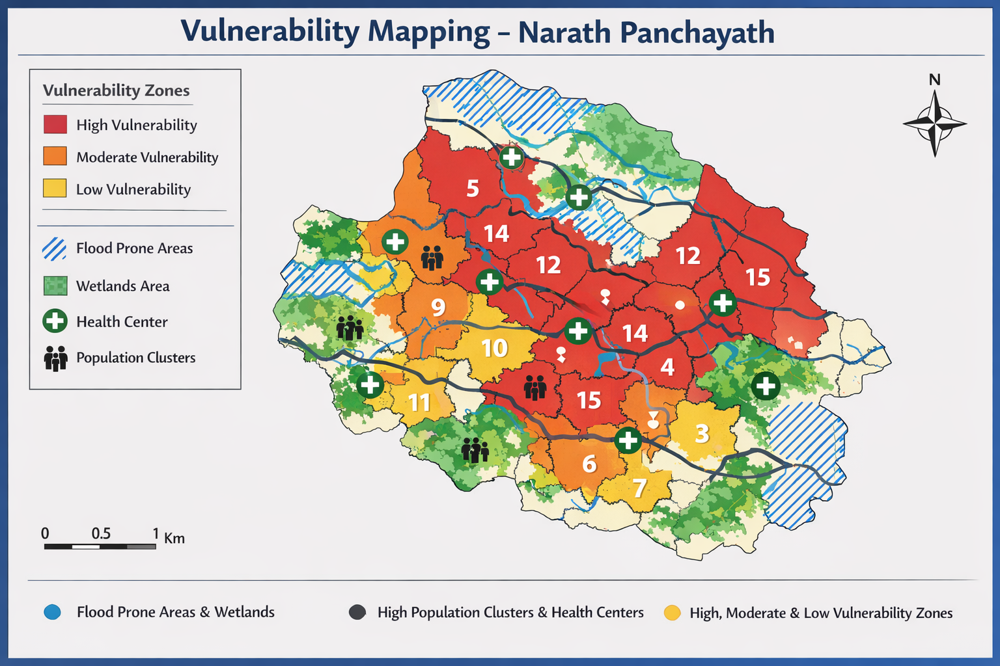 Vulnerability Mapping – Narath Panchayath
Vulnerability Zones
High Vulnerability
Moderate Vulnerability
Low Vulnerability
Flood Prone Areas
Wetlands Area
Health Center
Population Clusters
N
5
14
12
12
15
9
10
14
4
11
15
3
6
7
0 0.5 1 Km
Flood Prone Areas & Wetlands
High Population Clusters & Health Centers
High, Moderate & Low Vulnerability Zones